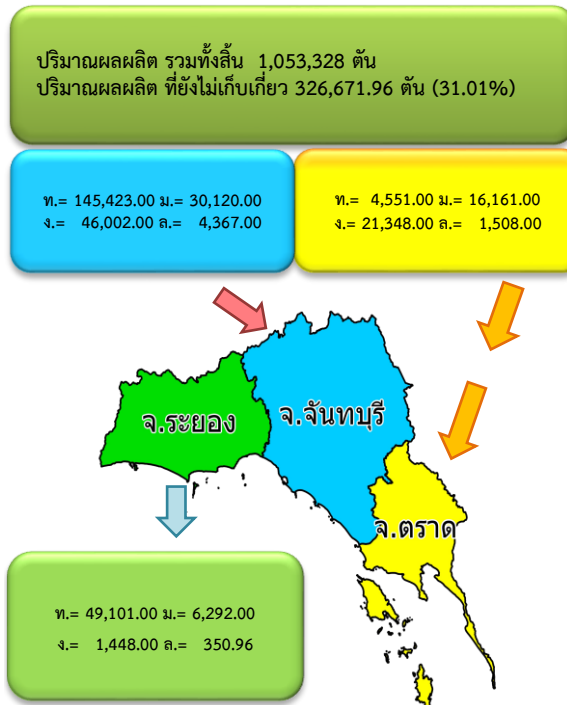 ปริมาณผลผลิต รวมทั้งสิ้น 1,053,328 ตัน
ปริมาณผลผลิต ที่ยังไม่เก็บเกี่ยว 326,671.96 ตัน (31.01%)
ท.= 145,423.00 ม.= 30,120.00
ง.= 46,002.00 ล.= 4,367.00
ท.= 4,551.00 ม.= 16,161.00
ง.= 21,348.00 ล.= 1,508.00
จ.ระยอง
จ.จันทบุรี
จ.ตราด
ท.= 49,101.00 ม.= 6,292.00
ง.= 1,448.00 ล.= 350.96